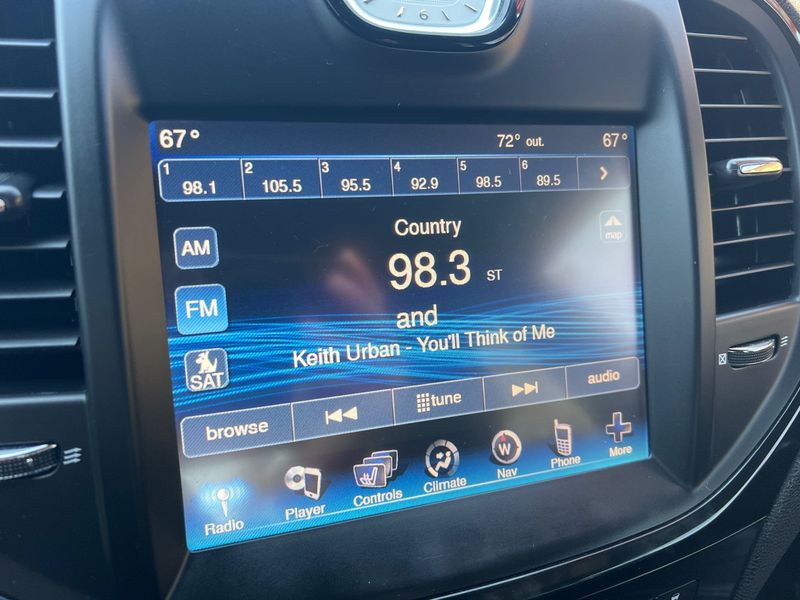 6
67° 72° out. 67°
1 98.1 2 105.5 3 95.5 4 92.9 5 98.5 6 89.5 >
AM
Country
map
98.3 ST
FM
and
Keith Urban - You'll Think of Me
SAT
browse tune audio
Radio Player Controls Climate W Nav Phone More